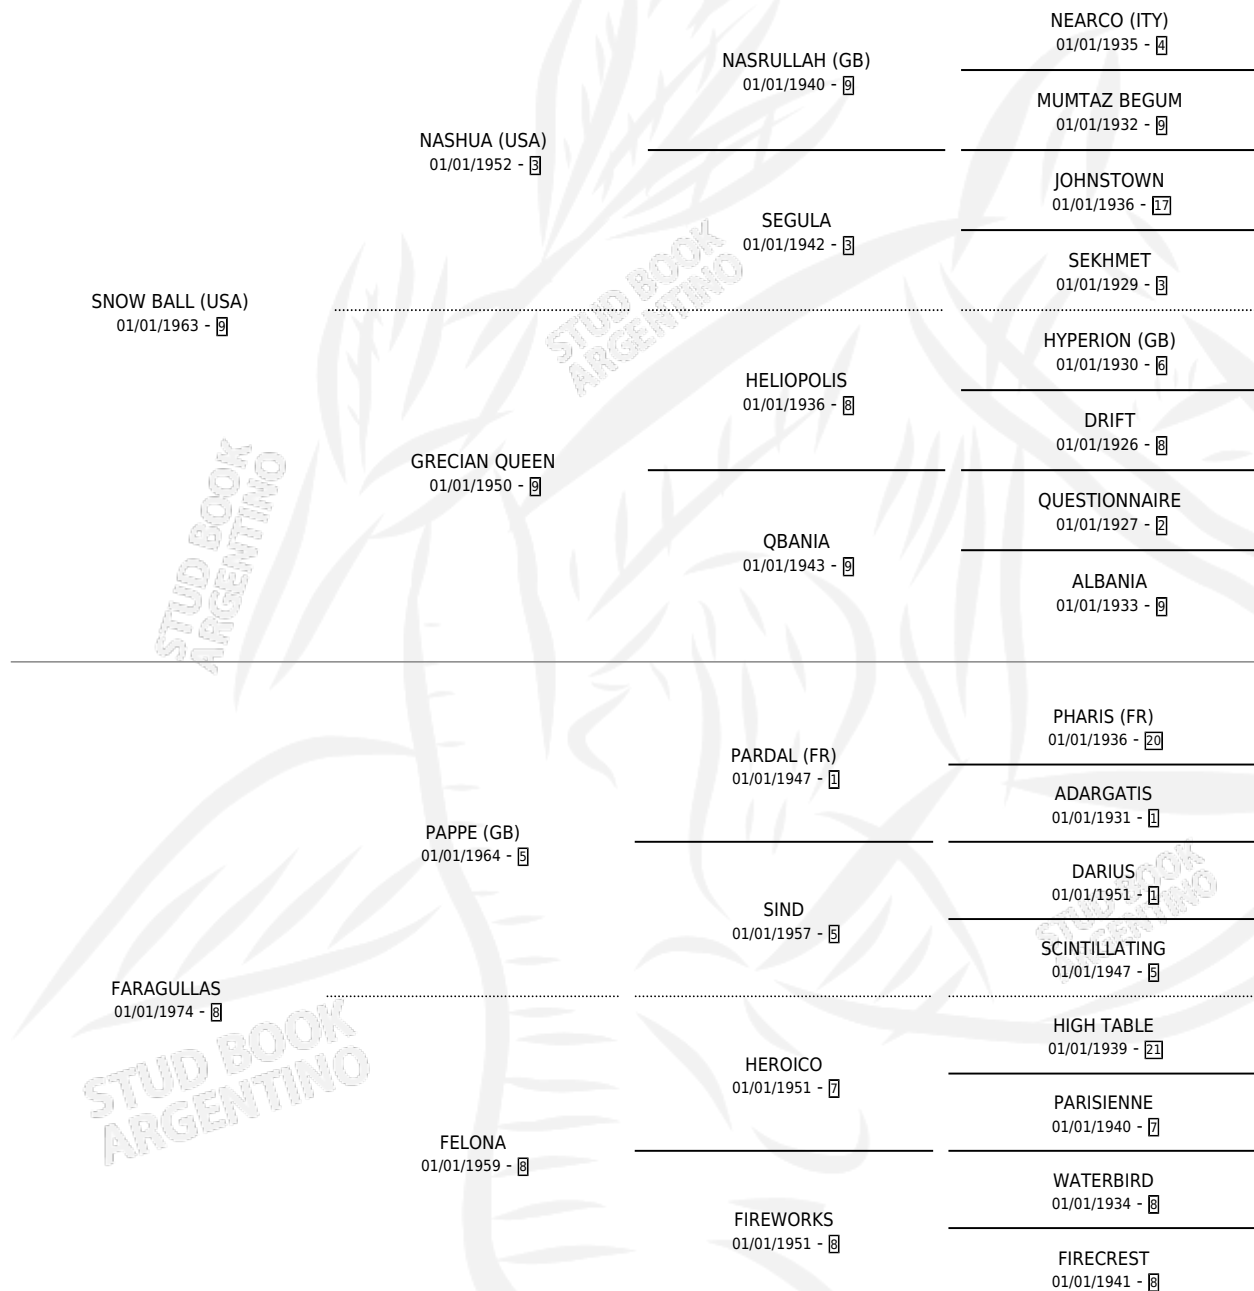 NEARCO (ITY)
01/01/1935 - 4
NASRULLAH (GB)
01/01/1940 - 9
MUMTAZ BEGUM
01/01/1932 - 9
NASHUA (USA)
01/01/1952 - 3
JOHNSTOWN
01/01/1936 - 17
SEGULA
01/01/1942 - 3
SEKHMET
01/01/1929 - 3
SNOW BALL (USA)
01/01/1963 - 9
HYPERION (GB)
01/01/1930 - 6
HELIOPOLIS
01/01/1936 - 8
DRIFT
01/01/1926 - 8
GRECIAN QUEEN
01/01/1950 - 9
QUESTIONNAIRE
01/01/1927 - 2
QBANIA
01/01/1943 - 9
ALBANIA
01/01/1933 - 9
PHARIS (FR)
01/01/1936 - 20
PARDAL (FR)
01/01/1947 - 1
ADARGATIS
01/01/1931 - 1
PAPPE (GB)
01/01/1964 - 5
DARIUS
01/01/1951 - 1
SIND
01/01/1957 - 5
SCINTILLATING
01/01/1947 - 5
FARAGULLAS
01/01/1974 - 8
HIGH TABLE
01/01/1939 - 21
HEROICO
01/01/1951 - 7
PARISIENNE
01/01/1940 - 7
FELONA
01/01/1959 - 8
WATERBIRD
01/01/1934 - 8
FIREWORKS
01/01/1951 - 8
FIRECREST
01/01/1941 - 8
STUD BOOK
ARGENTINO
STUD BOOK
ARGENTINO
STUD BOOK
ARGENTINO
STUD BOOK
ARGENTINO